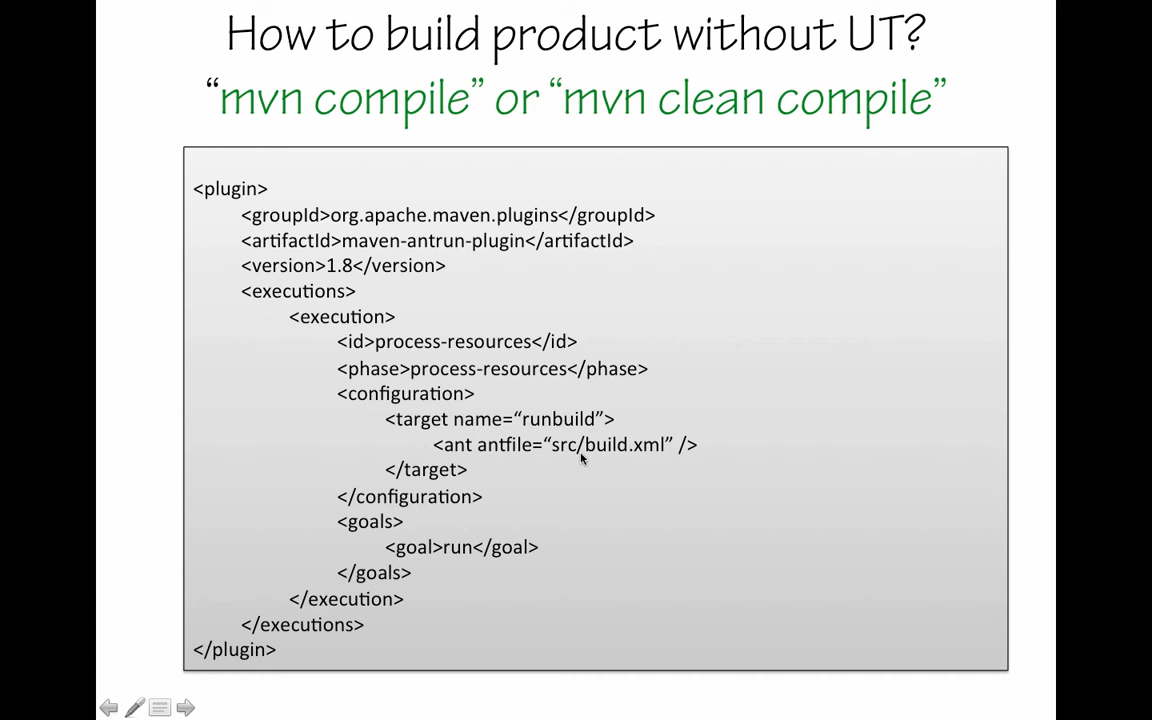 How to build product without UT?
“mvn compile” or “mvn clean compile”
<plugin>
<groupId>org.apache.maven.plugins</groupId>
<artifactId>maven-antrun-plugin</artifactId>
<version>1.8</version>
<executions>
<execution>
<id>process-resources</id>
<phase>process-resources</phase>
<configuration>
<target name=“runbuild”>
<ant antfile=“src/build.xml” />
</target>
</configuration>
<goals>
<goal>run</goal>
</goals>
</execution>
</executions>
</plugin>